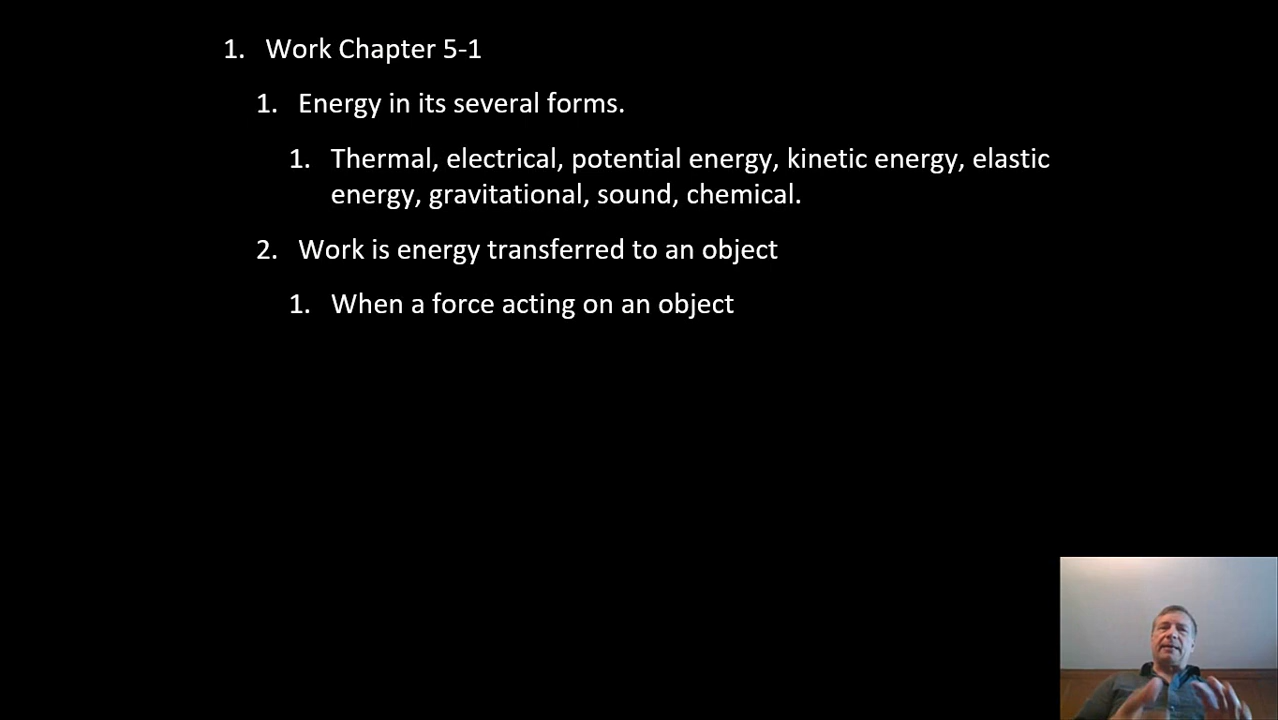 1. Work Chapter 5-1
1. Energy in its several forms.
1. Thermal, electrical, potential energy, kinetic energy, elastic
energy, gravitational, sound, chemical.
2. Work is energy transferred to an object
1. When a force acting on an object